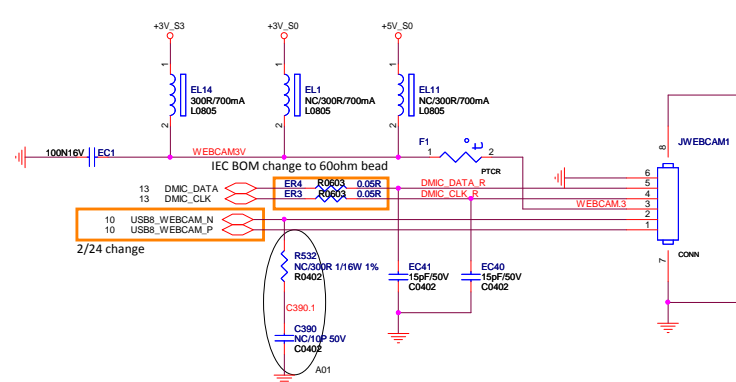 +3V_S3
+3V_S0
+5V_S0
1
1
1
EL14
300R/700mA
L0805
EL1
NC/300R/700mA
L0805
EL11
NC/300R/700mA
L0805
2
2
2
100N16V
EC1
WEBCAM3V
F1
1
2
PTCR
IEC BOM change to 60ohm bead
8
JWEBCAM1
13
DMIC_DATA
ER4
R0603
0.05R
DMIC_DATA_R
13
DMIC_CLK
ER3
R0603
0.05R
DMIC_CLK_R
WEBCAM.3
6
5
4
3
2
1
10
USB8_WEBCAM_N
10
USB8_WEBCAM_P
2/24 change
7
CONN
R532
NC/300R 1/16W 1%
R0402
C390.1
C390
NC/10P 50V
C0402
A01
EC41
15pF/50V
C0402
EC40
15pF/50V
C0402